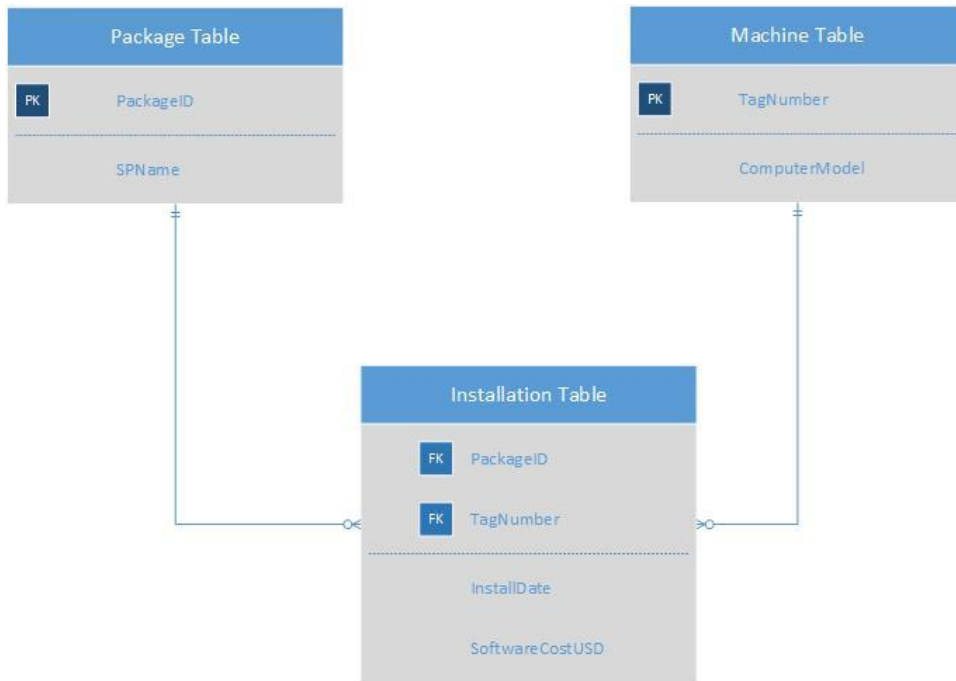 Package Table
PK PackageID
SPName
Machine Table
PK TagNumber
ComputerModel
Installation Table
FK PackageID
FK TagNumber
InstallDate
SoftwareCostUSD